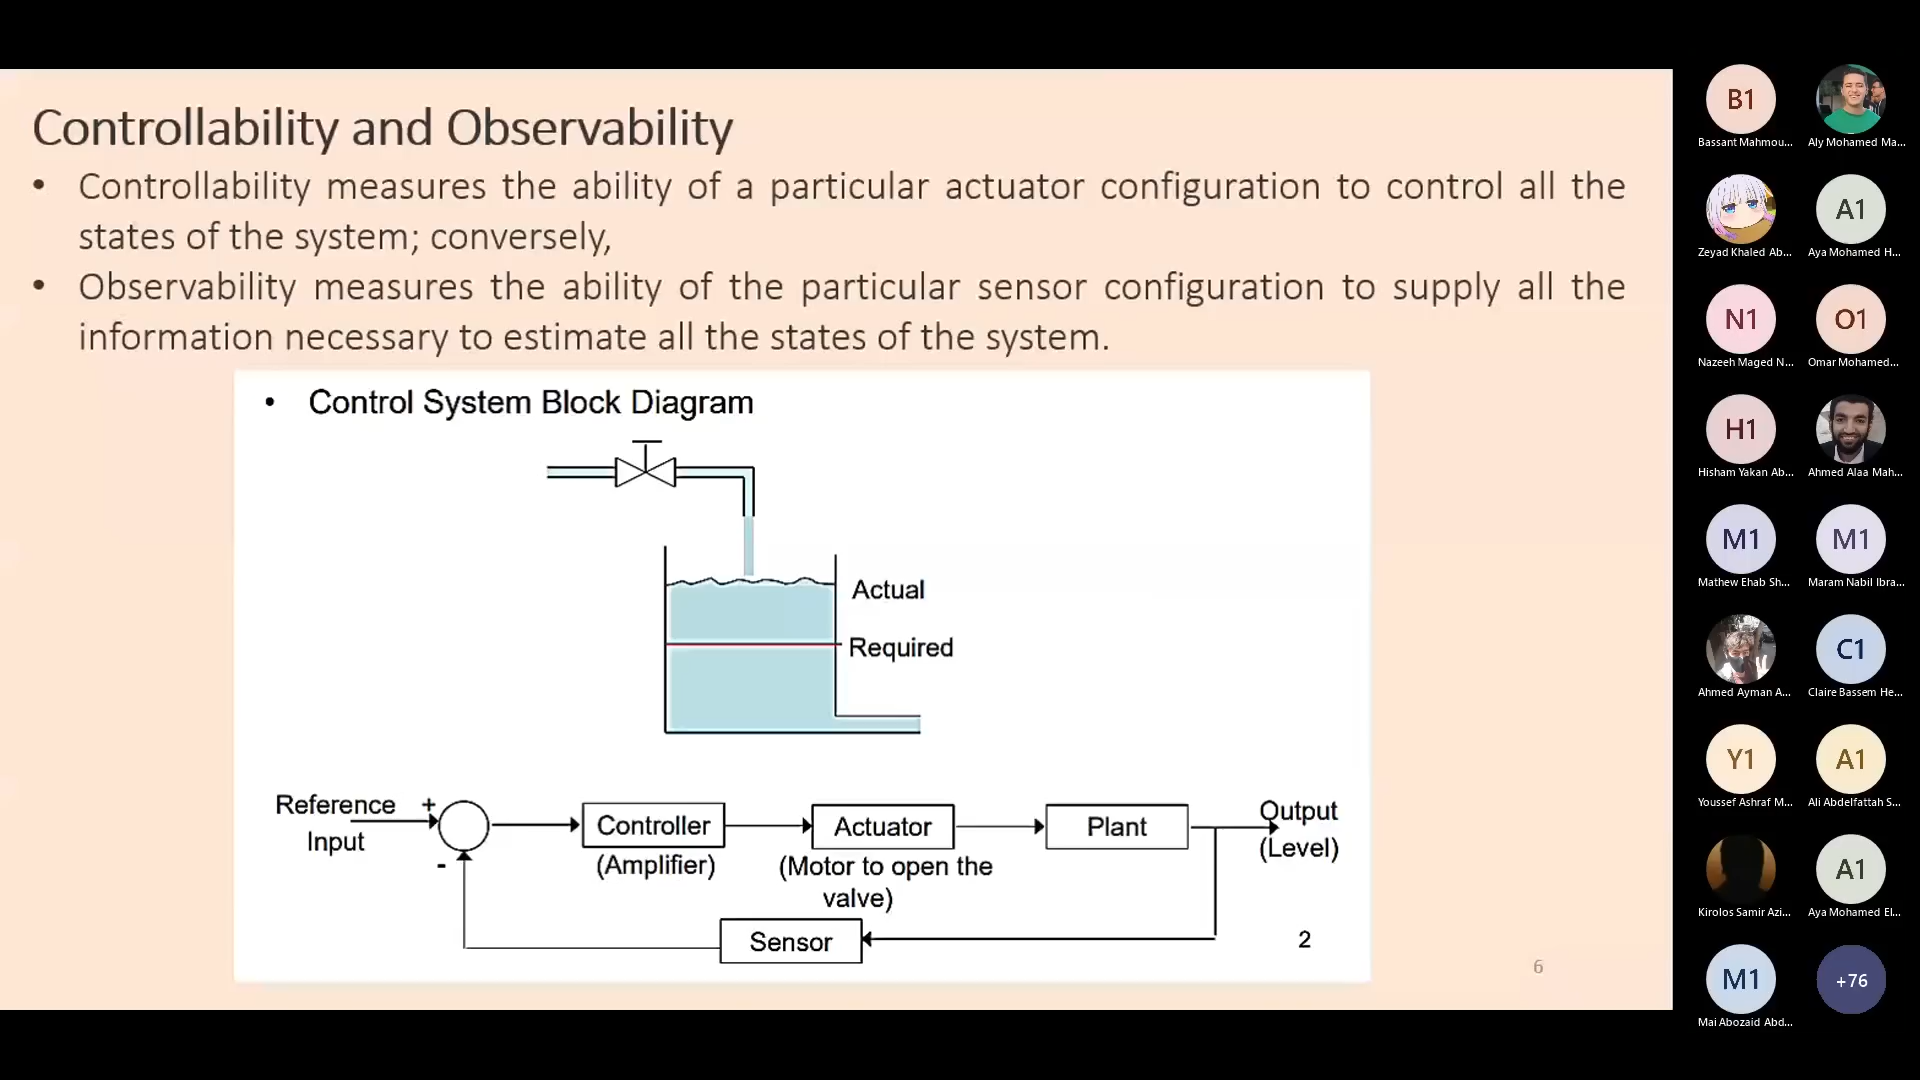 Controllability and Observability
• Controllability measures the ability of a particular actuator configuration to control all the
states of the system; conversely,
• Observability measures the ability of the particular sensor configuration to supply all the
information necessary to estimate all the states of the system.
• Control System Block Diagram
Actual
Required
Reference
Input
+
-
Controller
(Amplifier)
Actuator
(Motor to open the
valve)
Plant
Output
(Level)
Sensor
2
6
B1
Bassant Mahmou...
Aly Mohamed Ma...
Zeyad Khaled Ab...
A1
Aya Mohamed H...
N1
Nazeeh Maged N...
O1
Omar Mohamed...
H1
Hisham Yakan Ab...
Ahmed Alaa Mah...
M1
Mathew Ehab Sh...
M1
Maram Nabil Ibra...
Ahmed Ayman A...
C1
Claire Bassem He...
Y1
Youssef Ashraf M...
A1
Ali Abdelfattah S...
Kirolos Samir Azi...
A1
Aya Mohamed El...
M1
Mai Abozaid Abd...
+76